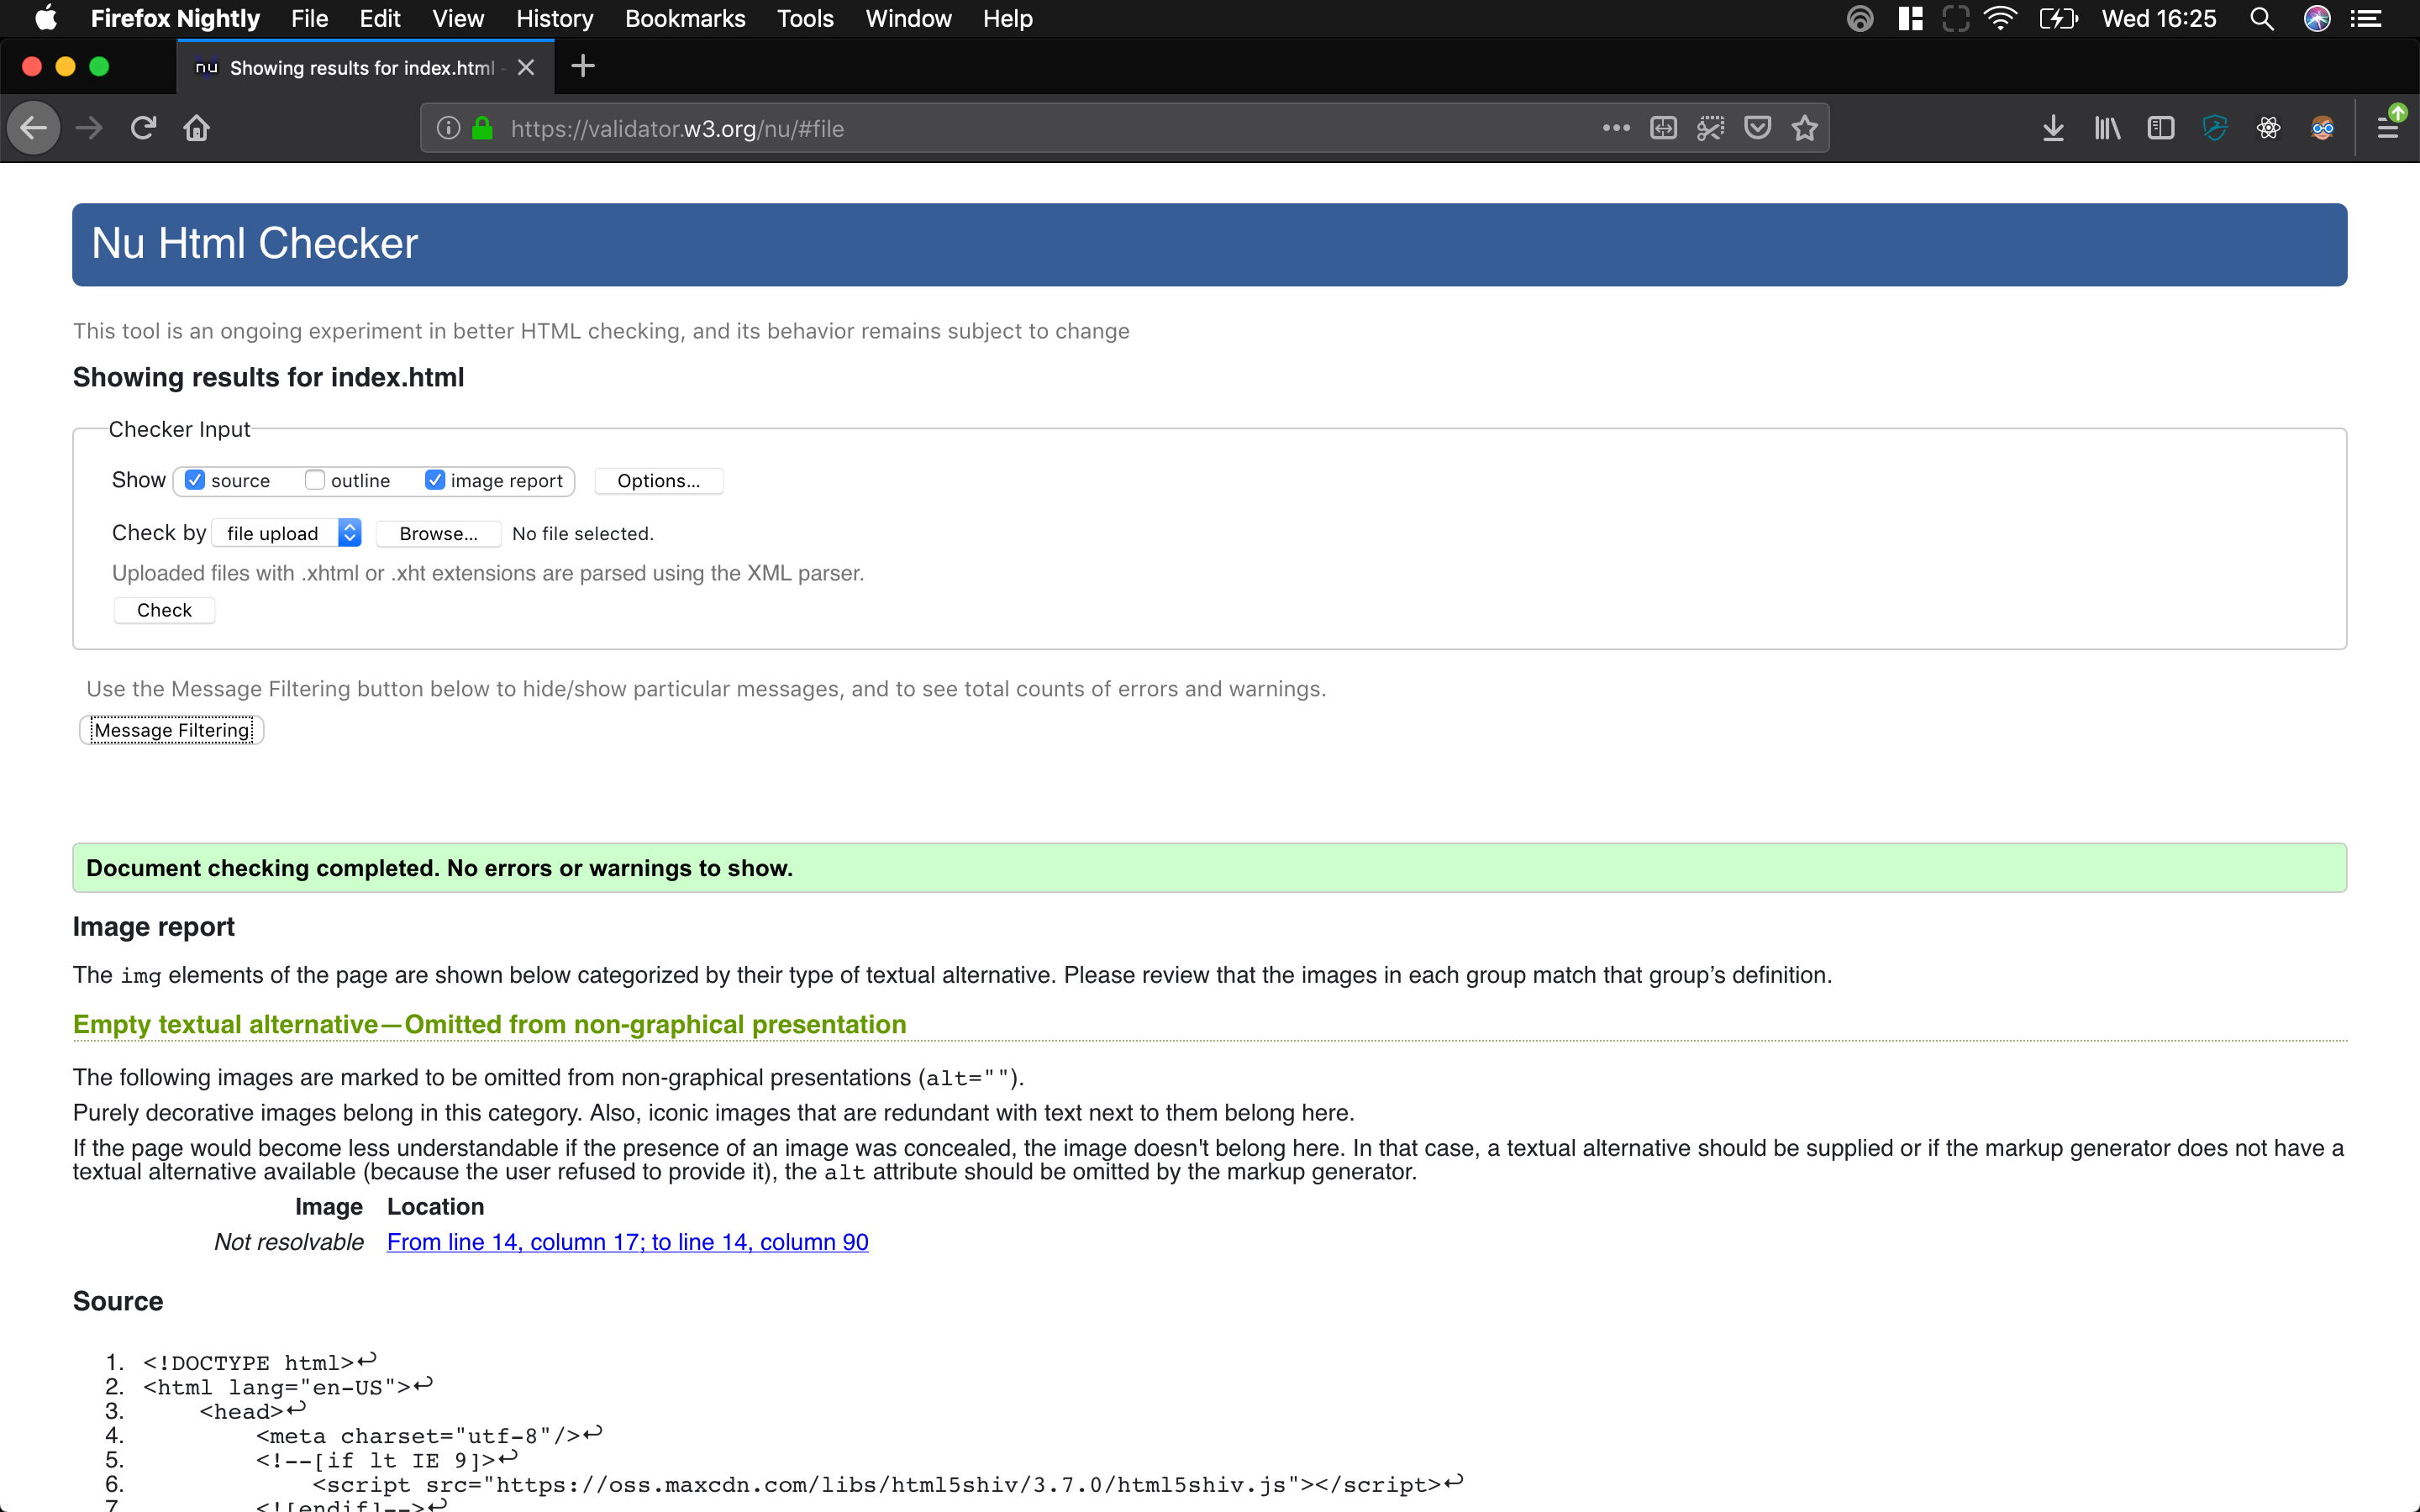 Firefox Nightly File Edit View History Bookmarks Tools Window Help Wed 16:25
nu Showing results for index.html -
https://validator.w3.org/nu/#file
Nu Html Checker
This tool is an ongoing experiment in better HTML checking, and its behavior remains subject to change
Showing results for index.html
Checker Input
Show source outline image report Options...
Check by file upload Browse... No file selected.
Uploaded files with .xhtml or .xht extensions are parsed using the XML parser.
Check
Use the Message Filtering button below to hide/show particular messages, and to see total counts of errors and warnings.
Message Filtering
Document checking completed. No errors or warnings to show.
Image report
The img elements of the page are shown below categorized by their type of textual alternative. Please review that the images in each group match that group’s definition.
Empty textual alternative—Omitted from non-graphical presentation
The following images are marked to be omitted from non-graphical presentations (alt="").
Purely decorative images belong in this category. Also, iconic images that are redundant with text next to them belong here.
If the page would become less understandable if the presence of an image was concealed, the image doesn't belong here. In that case, a textual alternative should be supplied or if the markup generator does not have a
textual alternative available (because the user refused to provide it), the alt attribute should be omitted by the markup generator.
Image Location
Not resolvable From line 14, column 17; to line 14, column 90
Source
1. <!DOCTYPE html>↩
2. <html lang="en-US">↩
3. <head>↩
4. <meta charset="utf-8"/>↩
5. <!--[if lt IE 9]>↩
6. <script src="https://oss.maxcdn.com/libs/html5shiv/3.7.0/html5shiv.js"></script>↩
7. <![endif]-->↩